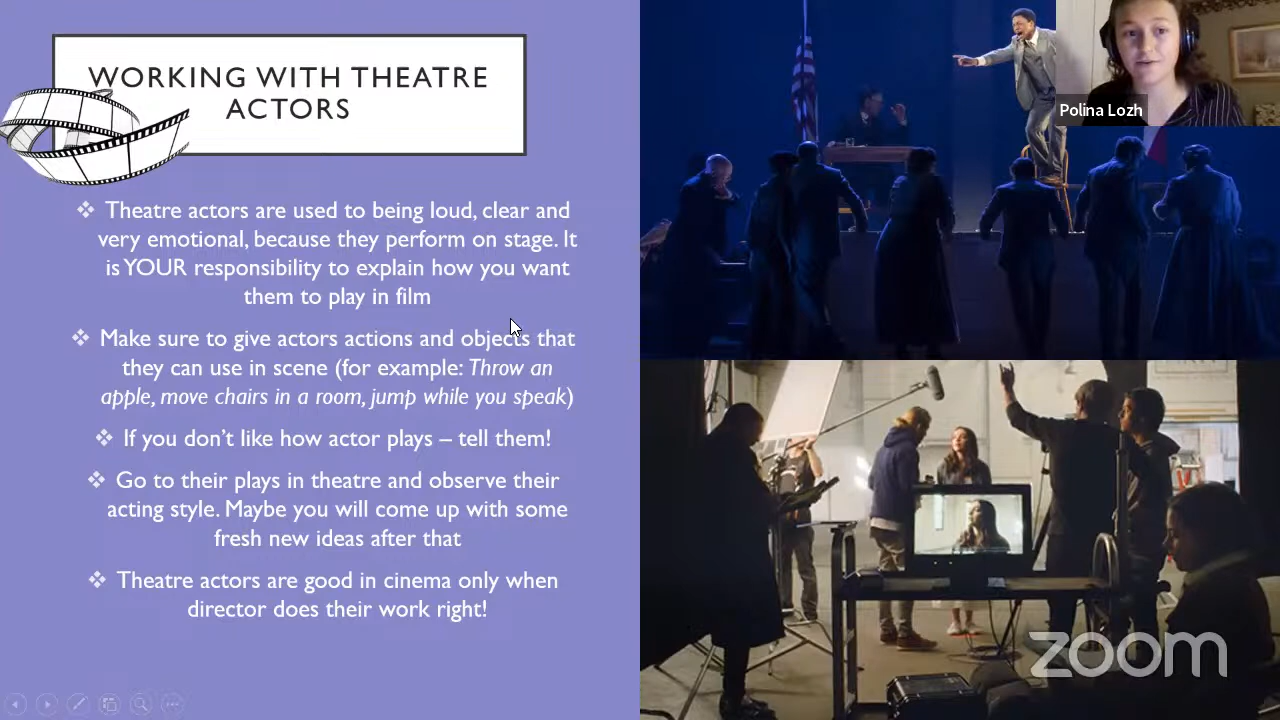 WORKING WITH THEATRE
ACTORS
Polina Lozh
❖ Theatre actors are used to being loud, clear and
very emotional, because they perform on stage. It
is YOUR responsibility to explain how you want
them to play in film
❖ Make sure to give actors actions and objects that
they can use in scene (for example: Throw an
apple, move chairs in a room, jump while you speak)
❖ If you don’t like how actor plays – tell them!
❖ Go to their plays in theatre and observe their
acting style. Maybe you will come up with some
fresh new ideas after that
❖ Theatre actors are good in cinema only when
director does their work right!
zoom